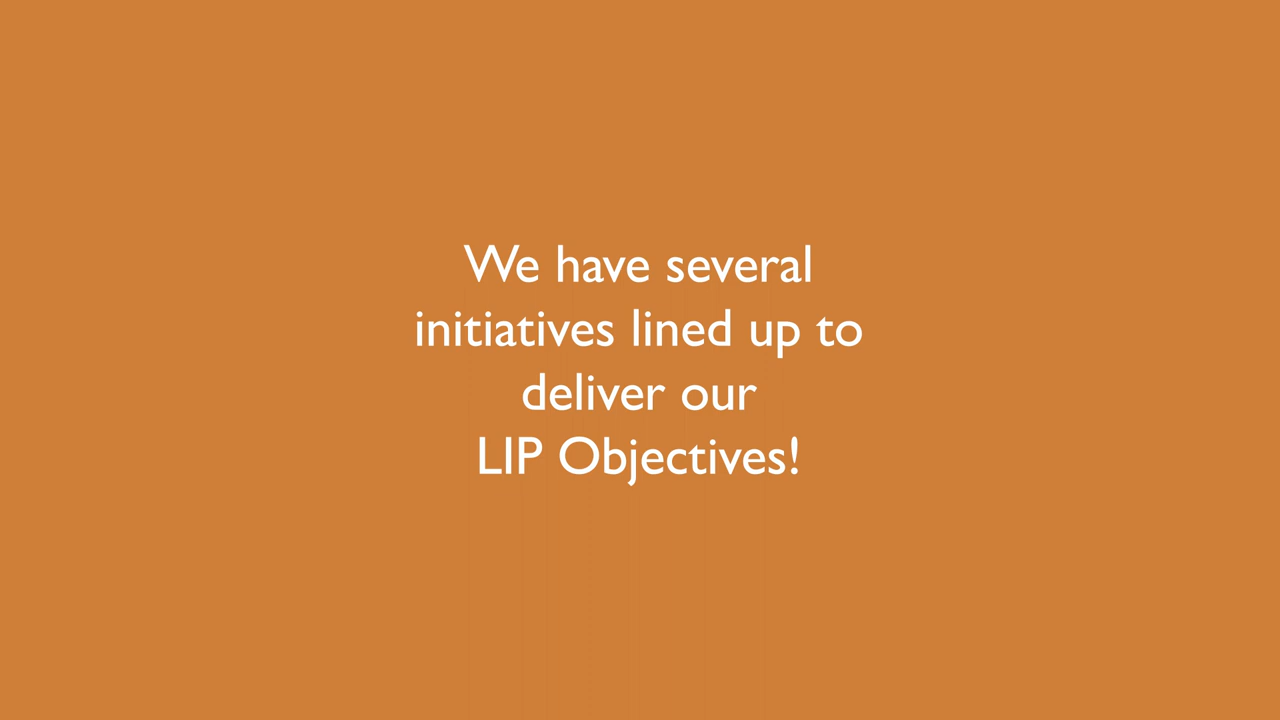 We have several
initiatives lined up to
deliver our
LIP Objectives!